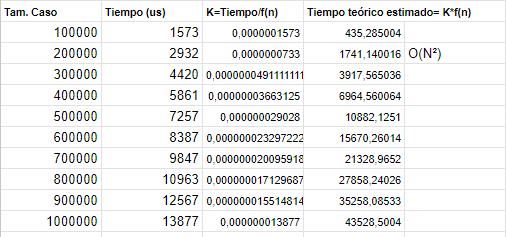 Tam. Caso Tiempo (us) K=Tiempo/f(n) Tiempo teórico estimado= K*f(n)
100000 1573 0,0000001573 435,285004
200000 2932 0,0000000733 1741,140016 O(N²)
300000 4420 0,0000000491111111 3917,565036
400000 5861 0,00000003663125 6964,560064
500000 7257 0,000000029028 10882,1251
600000 8387 0,000000023297222 15670,26014
700000 9847 0,000000020095918 21328,9652
800000 10963 0,000000017129687 27858,24026
900000 12567 0,000000015514814 35258,08533
1000000 13877 0,000000013877 43528,5004